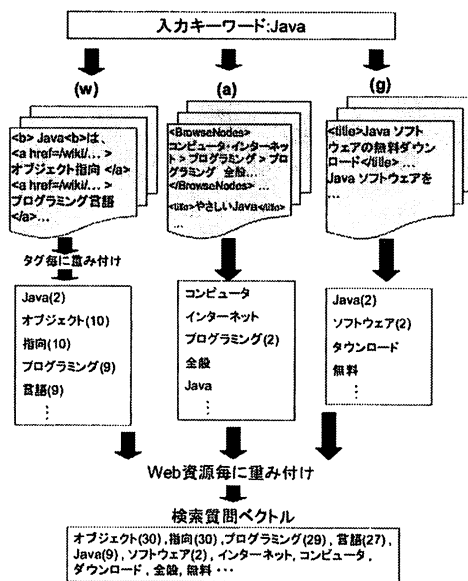 入力キーワード:Java
(w)
(a)
(g)
<b> Java<b>は、
<a href=/wiki/... >
オブジェクト指向 </a>
<a href=/wiki/... >
プログラミング言語
</a>...
<BrowseNodes>
コンピュータ・インターネッ
ト > プログラミング > プロ
グラミング 全般...
</BrowseNodes> ...
<title>やさしいJava</title>
...
<title>Java ソフト
ウェアの無料ダウン
ロード</title> ...
Java ソフトウェアを
...
タグ毎に重み付け
Java(2)
オブジェクト(10)
指向(10)
プログラミング(9)
言語(9)
⋮
コンピュータ
インターネット
プログラミング(2)
全般
Java
⋮
Java(2)
ソフトウェア(2)
ダウンロード
無料
⋮
Web資源毎に重み付け
検索質問ベクトル
オブジェクト(30) , 指向(30) , プログラミング(29) , 言語(27) ,
Java(9) , ソフトウェア(2) , インターネット, コンピュータ ,
ダウンロード , 全般, 無料 ･･･